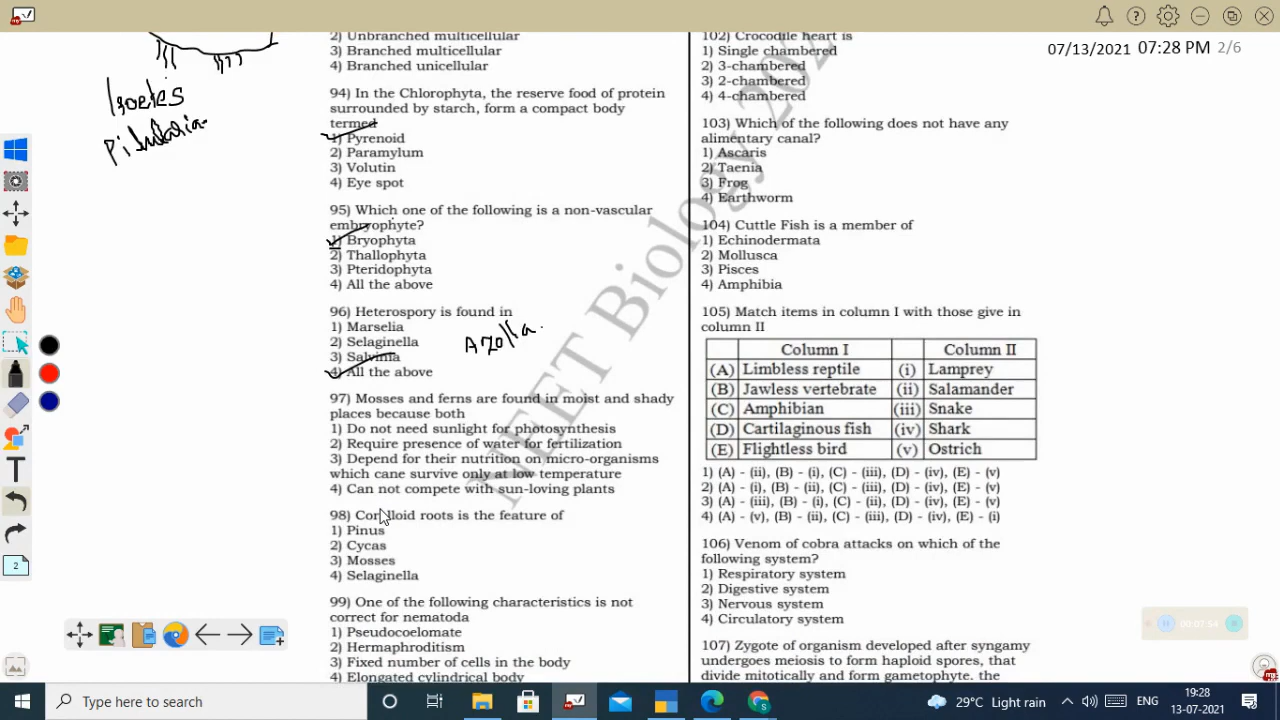 07/13/2021 07:28 PM 2/6
Isoetes
2) Unbranched multicellular
3) Branched multicellular
4) Branched unicellular
94) In the Chlorophyta, the reserve food of protein
surrounded by starch, form a compact body
termed
1) Pyrenoid
2) Paramylum
3) Volutin
4) Eye spot
95) Which one of the following is a non-vascular
embryophyte?
1) Bryophyta
2) Thallophyta
3) Pteridophyta
4) All the above
96) Heterospory is found in
1) Marselia
2) Selaginella
3) Salvinia
4) All the above
Azolla.
97) Mosses and ferns are found in moist and shady
places because both
1) Do not need sunlight for photosynthesis
2) Require presence of water for fertilization
3) Depend for their nutrition on micro-organisms
which cane survive only at low temperature
4) Can not compete with sun-loving plants
98) Coralloid roots is the feature of
1) Pinus
2) Cycas
3) Mosses
4) Selaginella
99) One of the following characteristics is not
correct for nematoda
1) Pseudocoelomate
2) Hermaphroditism
3) Fixed number of cells in the body
4) Elongated cylindrical body
102) Crocodile heart is
1) Single chambered
2) 3-chambered
3) 2-chambered
4) 4-chambered
103) Which of the following does not have any
alimentary canal?
1) Ascaris
2) Taenia
3) Frog
4) Earthworm
104) Cuttle Fish is a member of
1) Echinodermata
2) Mollusca
3) Pisces
4) Amphibia
105) Match items in column I with those give in
column II
Column I Column II
(A) Limbless reptile (i) Lamprey
(B) Jawless vertebrate (ii) Salamander
(C) Amphibian (iii) Snake
(D) Cartilaginous fish (iv) Shark
(E) Flightless bird (v) Ostrich
1) (A) - (ii), (B) - (i), (C) - (iii), (D) - (iv), (E) - (v)
2) (A) - (i), (B) - (ii), (C) - (iii), (D) - (iv), (E) - (v)
3) (A) - (iii), (B) - (i), (C) - (ii), (D) - (iv), (E) - (v)
4) (A) - (v), (B) - (ii), (C) - (iii), (D) - (iv), (E) - (i)
106) Venom of cobra attacks on which of the
following system?
1) Respiratory system
2) Digestive system
3) Nervous system
4) Circulatory system
107) Zygote of organism developed after syngamy
undergoes meiosis to form haploid spores, that
divide mitotically and form gametophyte. the
NEET Biology 202
00:07:54
2
Type here to search
29°C Light rain
ENG
19:28
13-07-2021